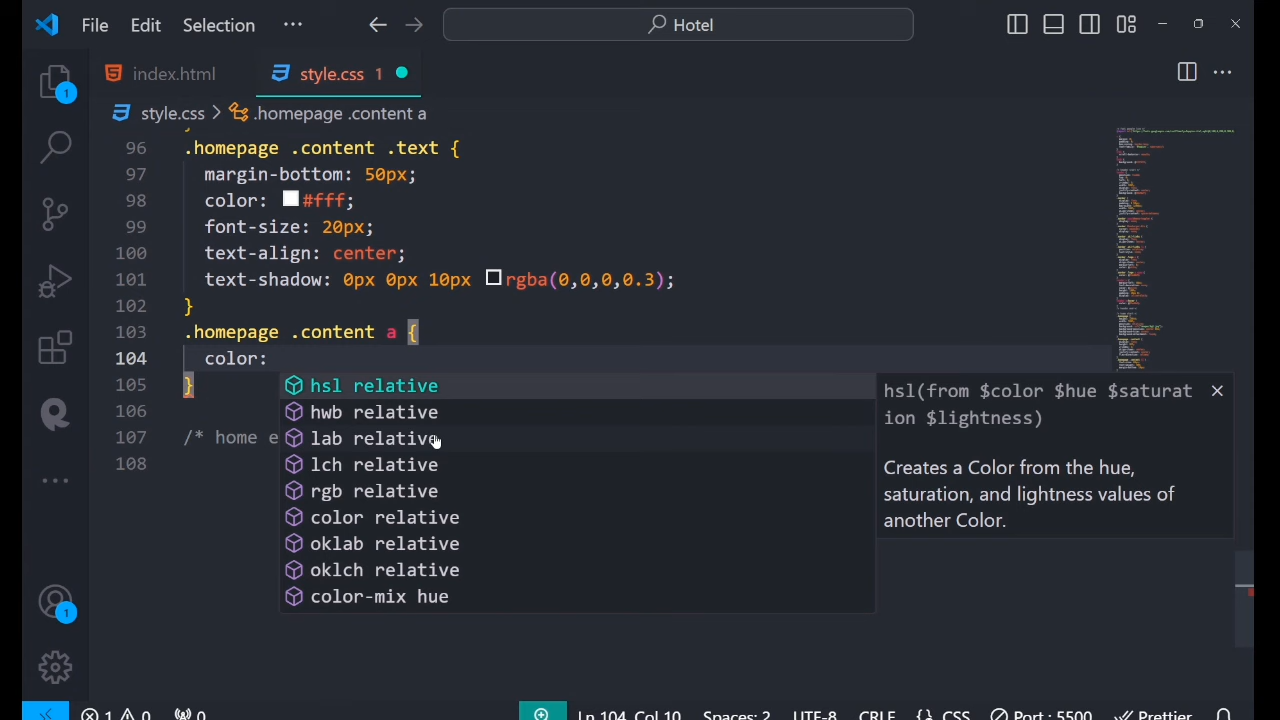 File Edit Selection ··· Hotel
index.html style.css 1
style.css > .homepage .content a
96 .homepage .content .text {
97 margin-bottom: 50px;
98 color: #fff;
99 font-size: 20px;
100 text-align: center;
101 text-shadow: 0px 0px 10px rgba(0,0,0,0.3);
102 }
103 .homepage .content a {
104 color:
105 }
106
107 /* home e
108
hsl relative
hwb relative
lab relative
lch relative
rgb relative
color relative
oklab relative
oklch relative
color-mix hue
hsl(from $color $hue $saturat
ion $lightness)
Creates a Color from the hue,
saturation, and lightness values of
another Color.
1
1
1 0 0 Ln 104, Col 10 Spaces: 2 UTF-8 CRLF {} CSS Port : 5500 Prettier